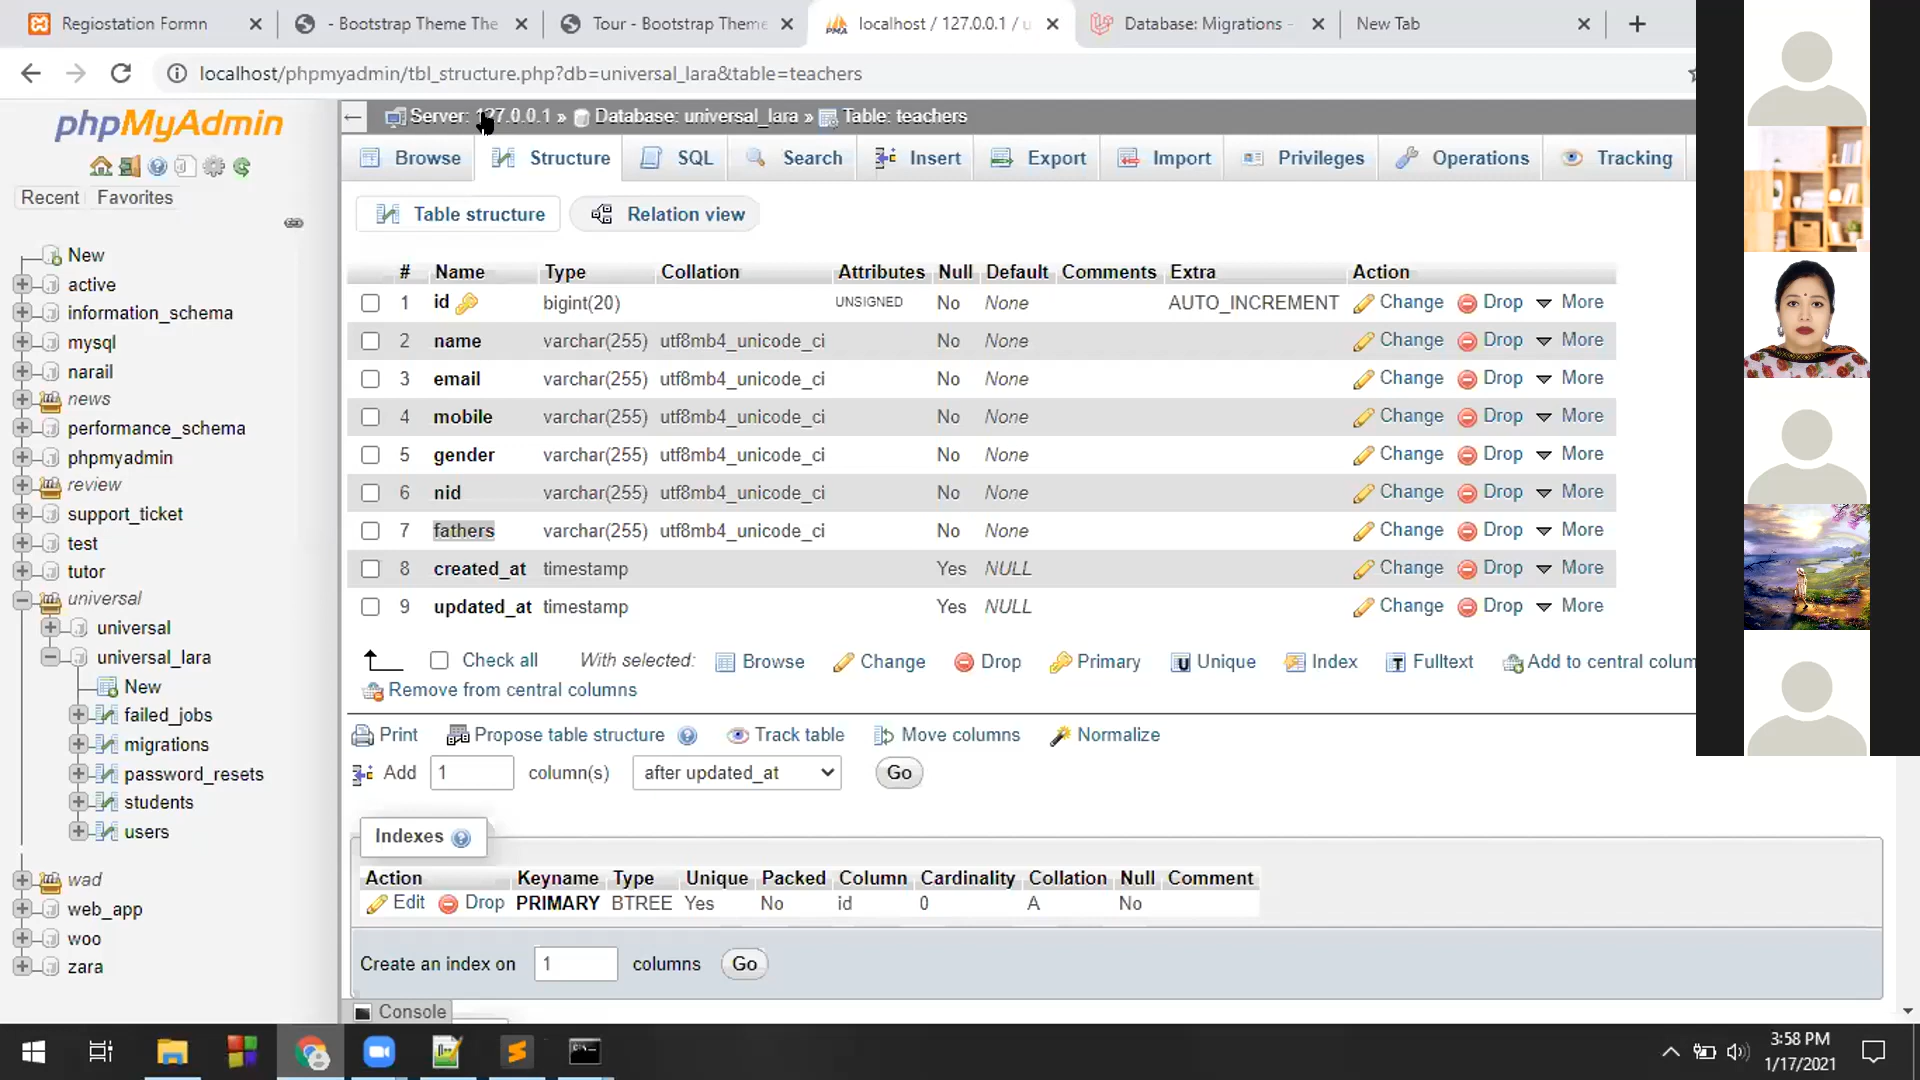 Regiostation Formn
- Bootstrap Theme The
Tour - Bootstrap Theme
localhost / 127.0.0.1 / u
Database: Migrations -
New Tab
localhost/phpmyadmin/tbl_structure.php?db=universal_lara&table=teachers
phpMyAdmin
Recent Favorites
New
active
information_schema
mysql
narail
news
performance_schema
phpmyadmin
review
support_ticket
test
tutor
universal
universal
universal_lara
New
failed_jobs
migrations
password_resets
students
users
wad
web_app
woo
zara
Server: 127.0.0.1 » Database: universal_lara » Table: teachers
Browse Structure SQL Search Insert Export Import Privileges Operations Tracking
Table structure Relation view
# Name Type Collation Attributes Null Default Comments Extra Action
1 id bigint(20) UNSIGNED No None AUTO_INCREMENT Change Drop More
2 name varchar(255) utf8mb4_unicode_ci No None Change Drop More
3 email varchar(255) utf8mb4_unicode_ci No None Change Drop More
4 mobile varchar(255) utf8mb4_unicode_ci No None Change Drop More
5 gender varchar(255) utf8mb4_unicode_ci No None Change Drop More
6 nid varchar(255) utf8mb4_unicode_ci No None Change Drop More
7 fathers varchar(255) utf8mb4_unicode_ci No None Change Drop More
8 created_at timestamp Yes NULL Change Drop More
9 updated_at timestamp Yes NULL Change Drop More
Check all With selected: Browse Change Drop Primary Unique Index Fulltext Add to central colum
Remove from central columns
Print Propose table structure Track table Move columns Normalize
Add 1 column(s) after updated_at Go
Indexes
Action Keyname Type Unique Packed Column Cardinality Collation Null Comment
Edit Drop PRIMARY BTREE Yes No id 0 A No
Create an index on 1 columns Go
Console
3:58 PM
1/17/2021